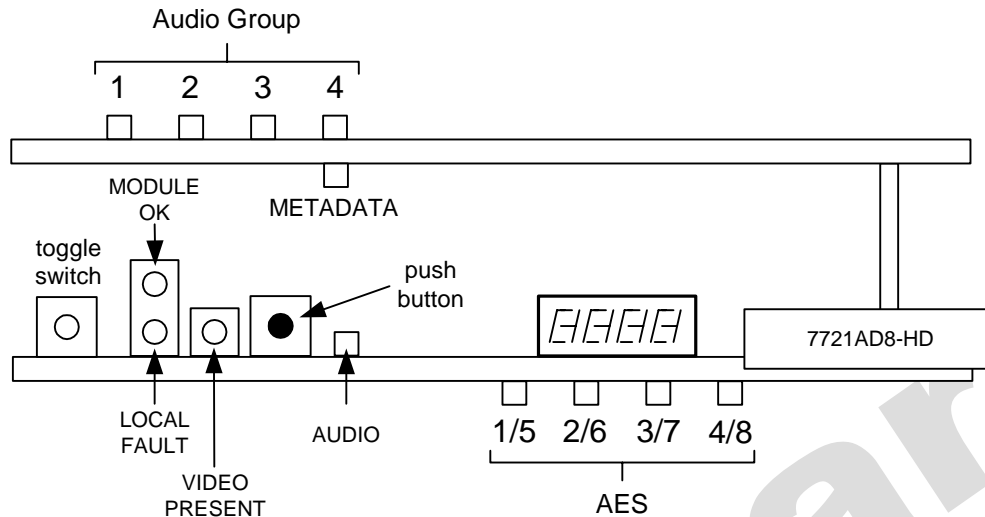 Audio Group
1 2 3 4
MODULE
OK
METADATA
toggle
switch
push
button
7721AD8-HD
LOCAL
FAULT
AUDIO
1/5 2/6 3/7 4/8
VIDEO
PRESENT
AES